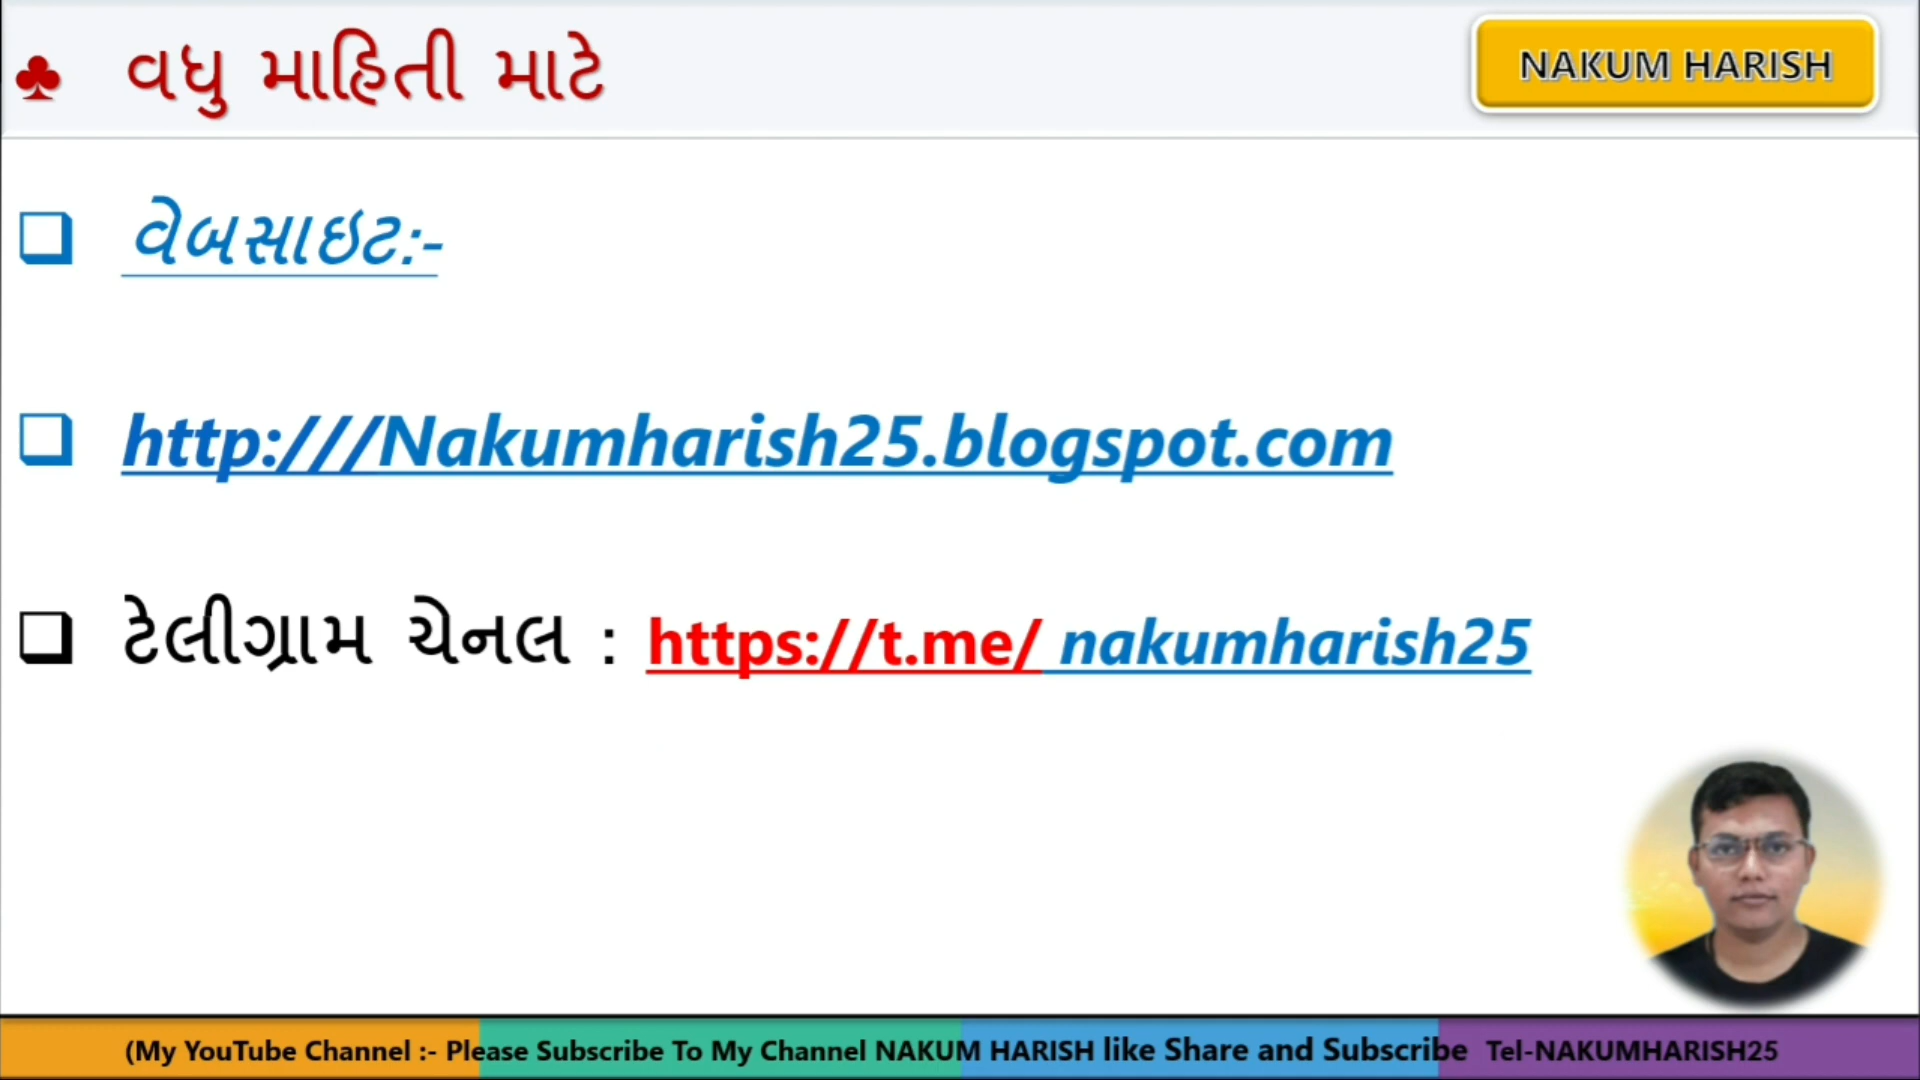 ♣ વધુ માહિતી માટે
NAKUM HARISH
❑ વેબસાઇટ:-
❑ http:///Nakumharish25.blogspot.com
❑ ટેલીગ્રામ ચેનલ : https://t.me/ nakumharish25
(My YouTube Channel :- Please Subscribe To My Channel NAKUM HARISH like Share and Subscribe Tel-NAKUMHARISH25